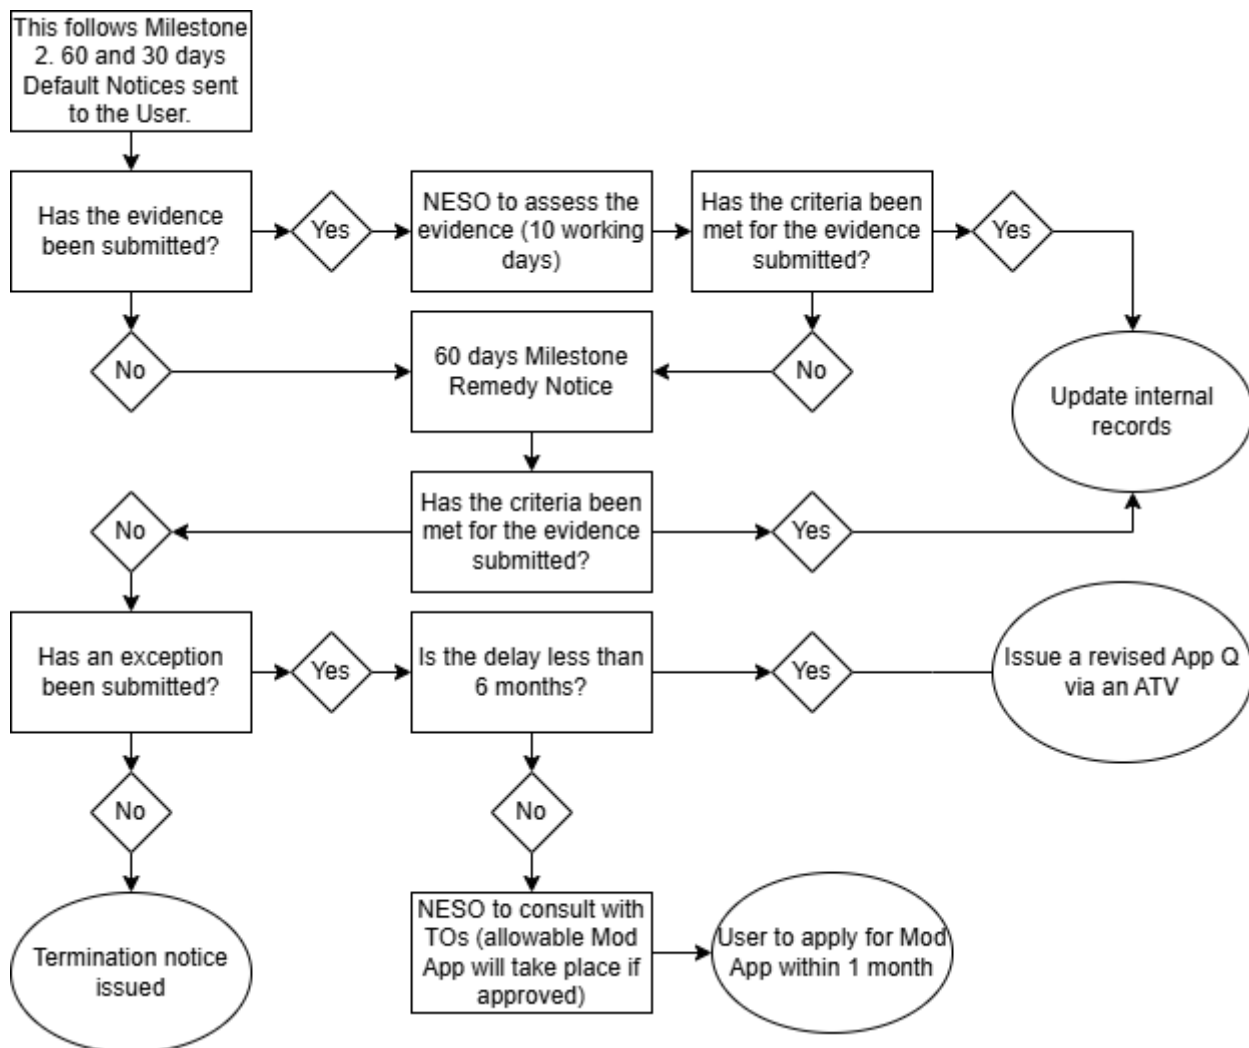 This follows Milestone
2. 60 and 30 days
Default Notices sent
to the User.
Has the evidence
been submitted?
Yes
NESO to assess the
evidence (10 working
days)
Has the criteria been
met for the evidence
submitted?
Yes
No
60 days Milestone
Remedy Notice
No
Update internal
records
No
Has the criteria been
met for the evidence
submitted?
Yes
Has an exception
been submitted?
Yes
Is the delay less than
6 months?
Yes
Issue a revised App Q
via an ATV
No
No
Termination notice
issued
NESO to consult with
TOs (allowable Mod
App will take place if
approved)
User to apply for Mod
App within 1 month